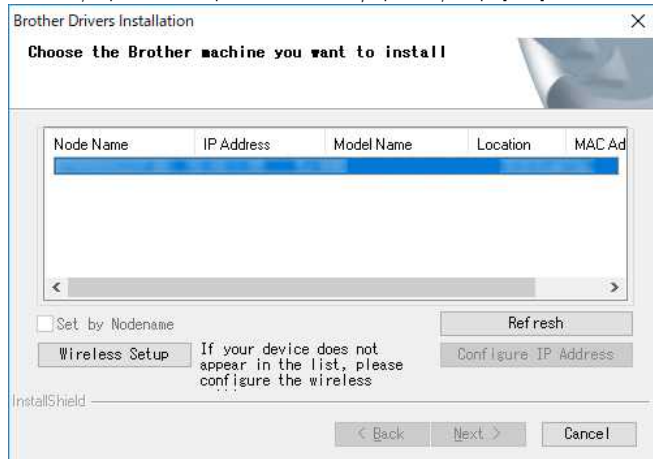 Brother Drivers Installation
Choose the Brother machine you want to install
Node Name IP Address Model Name Location MAC Ad
Set by Nodename
Refresh
Wireless Setup
If your device does not
appear in the list, please
configure the wireless
Configure IP Address
InstallShield
< Back Next > Cancel